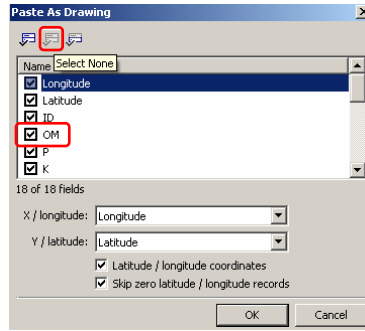 Paste As Drawing
Select None
Name
Longitude
Latitude
ID
OM
P
K
18 of 18 fields
X / longitude: Longitude
Y / latitude: Latitude
Latitude / longitude coordinates
Skip zero latitude / longitude records
OK Cancel